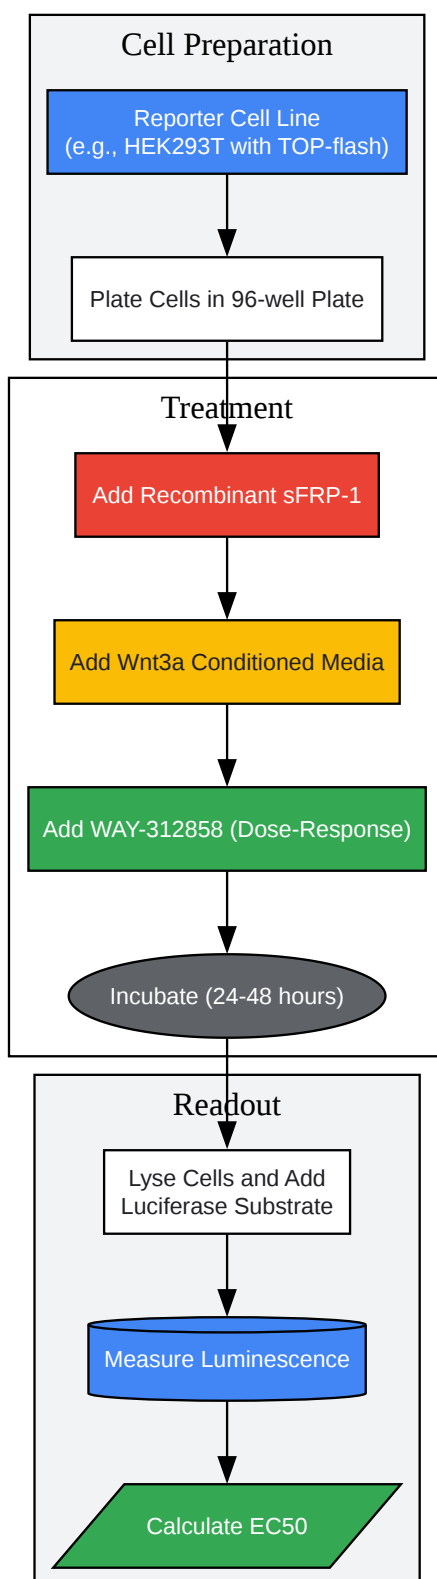 Cell Preparation
Reporter Cell Line
(e.g., HEK293T with TOP-flash)
Plate Cells in 96-well Plate
Treatment
Add Recombinant sFRP-1
Add Wnt3a Conditioned Media
Add WAY-312858 (Dose-Response)
Incubate (24-48 hours)
Readout
Lyse Cells and Add
Luciferase Substrate
Measure Luminescence
Calculate EC50